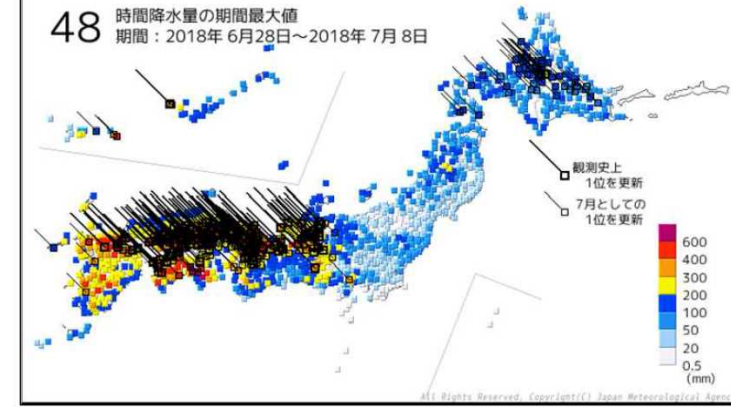 48 時間降水量の期間最大値
期間：2018年 6月28日～2018年 7月 8日
観測史上
1位を更新
7月としての
1位を更新
600
400
300
200
100
50
20
0.5
(mm)
All Rights Reserved, Copyright(C) Japan Meteorological Agenc